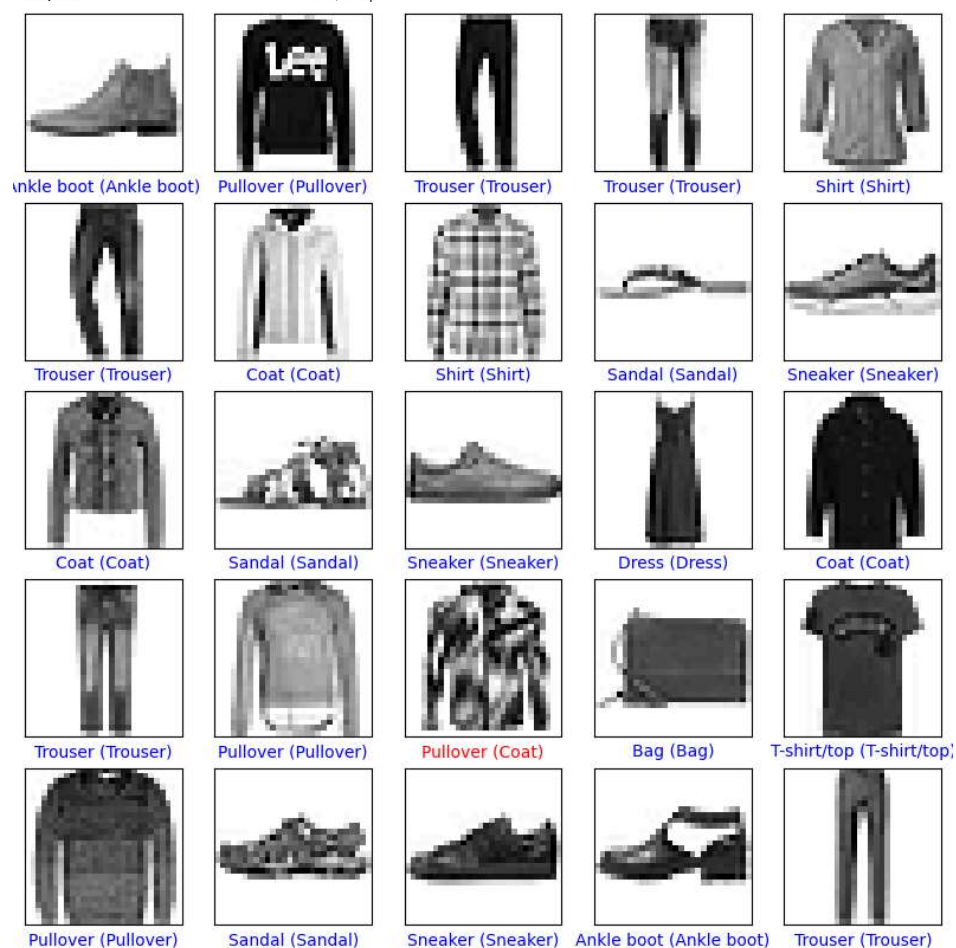 Lee
Ankle boot (Ankle boot) Pullover (Pullover) Trouser (Trouser) Trouser (Trouser) Shirt (Shirt)
Trouser (Trouser) Coat (Coat) Shirt (Shirt) Sandal (Sandal) Sneaker (Sneaker)
Coat (Coat) Sandal (Sandal) Sneaker (Sneaker) Dress (Dress) Coat (Coat)
Trouser (Trouser) Pullover (Pullover) Pullover (Coat) Bag (Bag) T-shirt/top (T-shirt/top)
Pullover (Pullover) Sandal (Sandal) Sneaker (Sneaker) Ankle boot (Ankle boot) Trouser (Trouser)